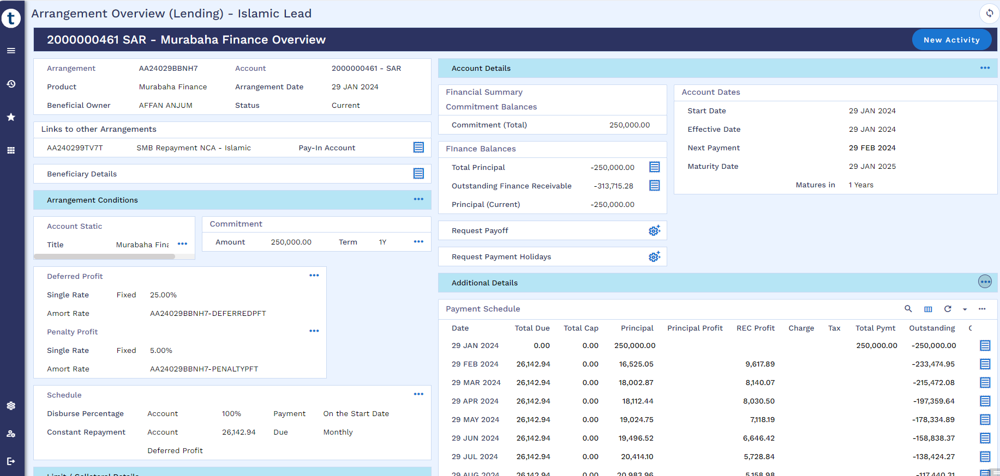 t
Arrangement Overview (Lending) - Islamic Lead
2000000461 SAR - Murabaha Finance Overview
New Activity
Arrangement AA24029BBNH7 Account 2000000461 - SAR
Product Murabaha Finance Arrangement Date 29 JAN 2024
Beneficial Owner AFFAN ANJUM Status Current
Links to other Arrangements
AA240299TV7T SMB Repayment NCA - Islamic Pay-In Account
Beneficiary Details
Arrangement Conditions
Account Static
Title Murabaha Fina
Commitment
Amount 250,000.00 Term 1Y
Deferred Profit
Single Rate Fixed 25.00%
Amort Rate AA24029BBNH7-DEFERREDPFT
Penalty Profit
Single Rate Fixed 5.00%
Amort Rate AA24029BBNH7-PENALTYPFT
Schedule
Disburse Percentage Account 100% Payment On the Start Date
Constant Repayment Account 26,142.94 Due Monthly
Deferred Profit
Limit / Collateral Details
Account Details
Financial Summary
Commitment Balances
Commitment (Total) 250,000.00
FInance Balances
Total Principal -250,000.00
Outstanding Finance Receivable -313,715.28
Principal (Current) -250,000.00
Request Payoff
Request Payment Holidays
Account Dates
Start Date 29 JAN 2024
Effective Date 29 JAN 2024
Next Payment 29 FEB 2024
Maturity Date 29 JAN 2025
Matures in 1 Years
Additional Details
Payment Schedule
Date Total Due Total Cap Principal Principal Profit REC Profit Charge Tax Total Pymt Outstanding
29 JAN 2024 0.00 0.00 250,000.00 250,000.00 -250,000.00
29 FEB 2024 26,142.94 0.00 16,525.05 9,617.89 -233,474.95
29 MAR 2024 26,142.94 0.00 18,002.87 8,140.07 -215,472.08
29 APR 2024 26,142.94 0.00 18,112.44 8,030.50 -197,359.64
29 MAY 2024 26,142.94 0.00 19,024.75 7,118.19 -178,334.89
29 JUN 2024 26,142.94 0.00 19,496.52 6,646.42 -158,838.37
29 JUL 2024 26,142.94 0.00 20,414.10 5,728.84 -138,424.27
29 AUG 2024 26,142.94 0.00 20,983.96 5,158.98 -117,440.31